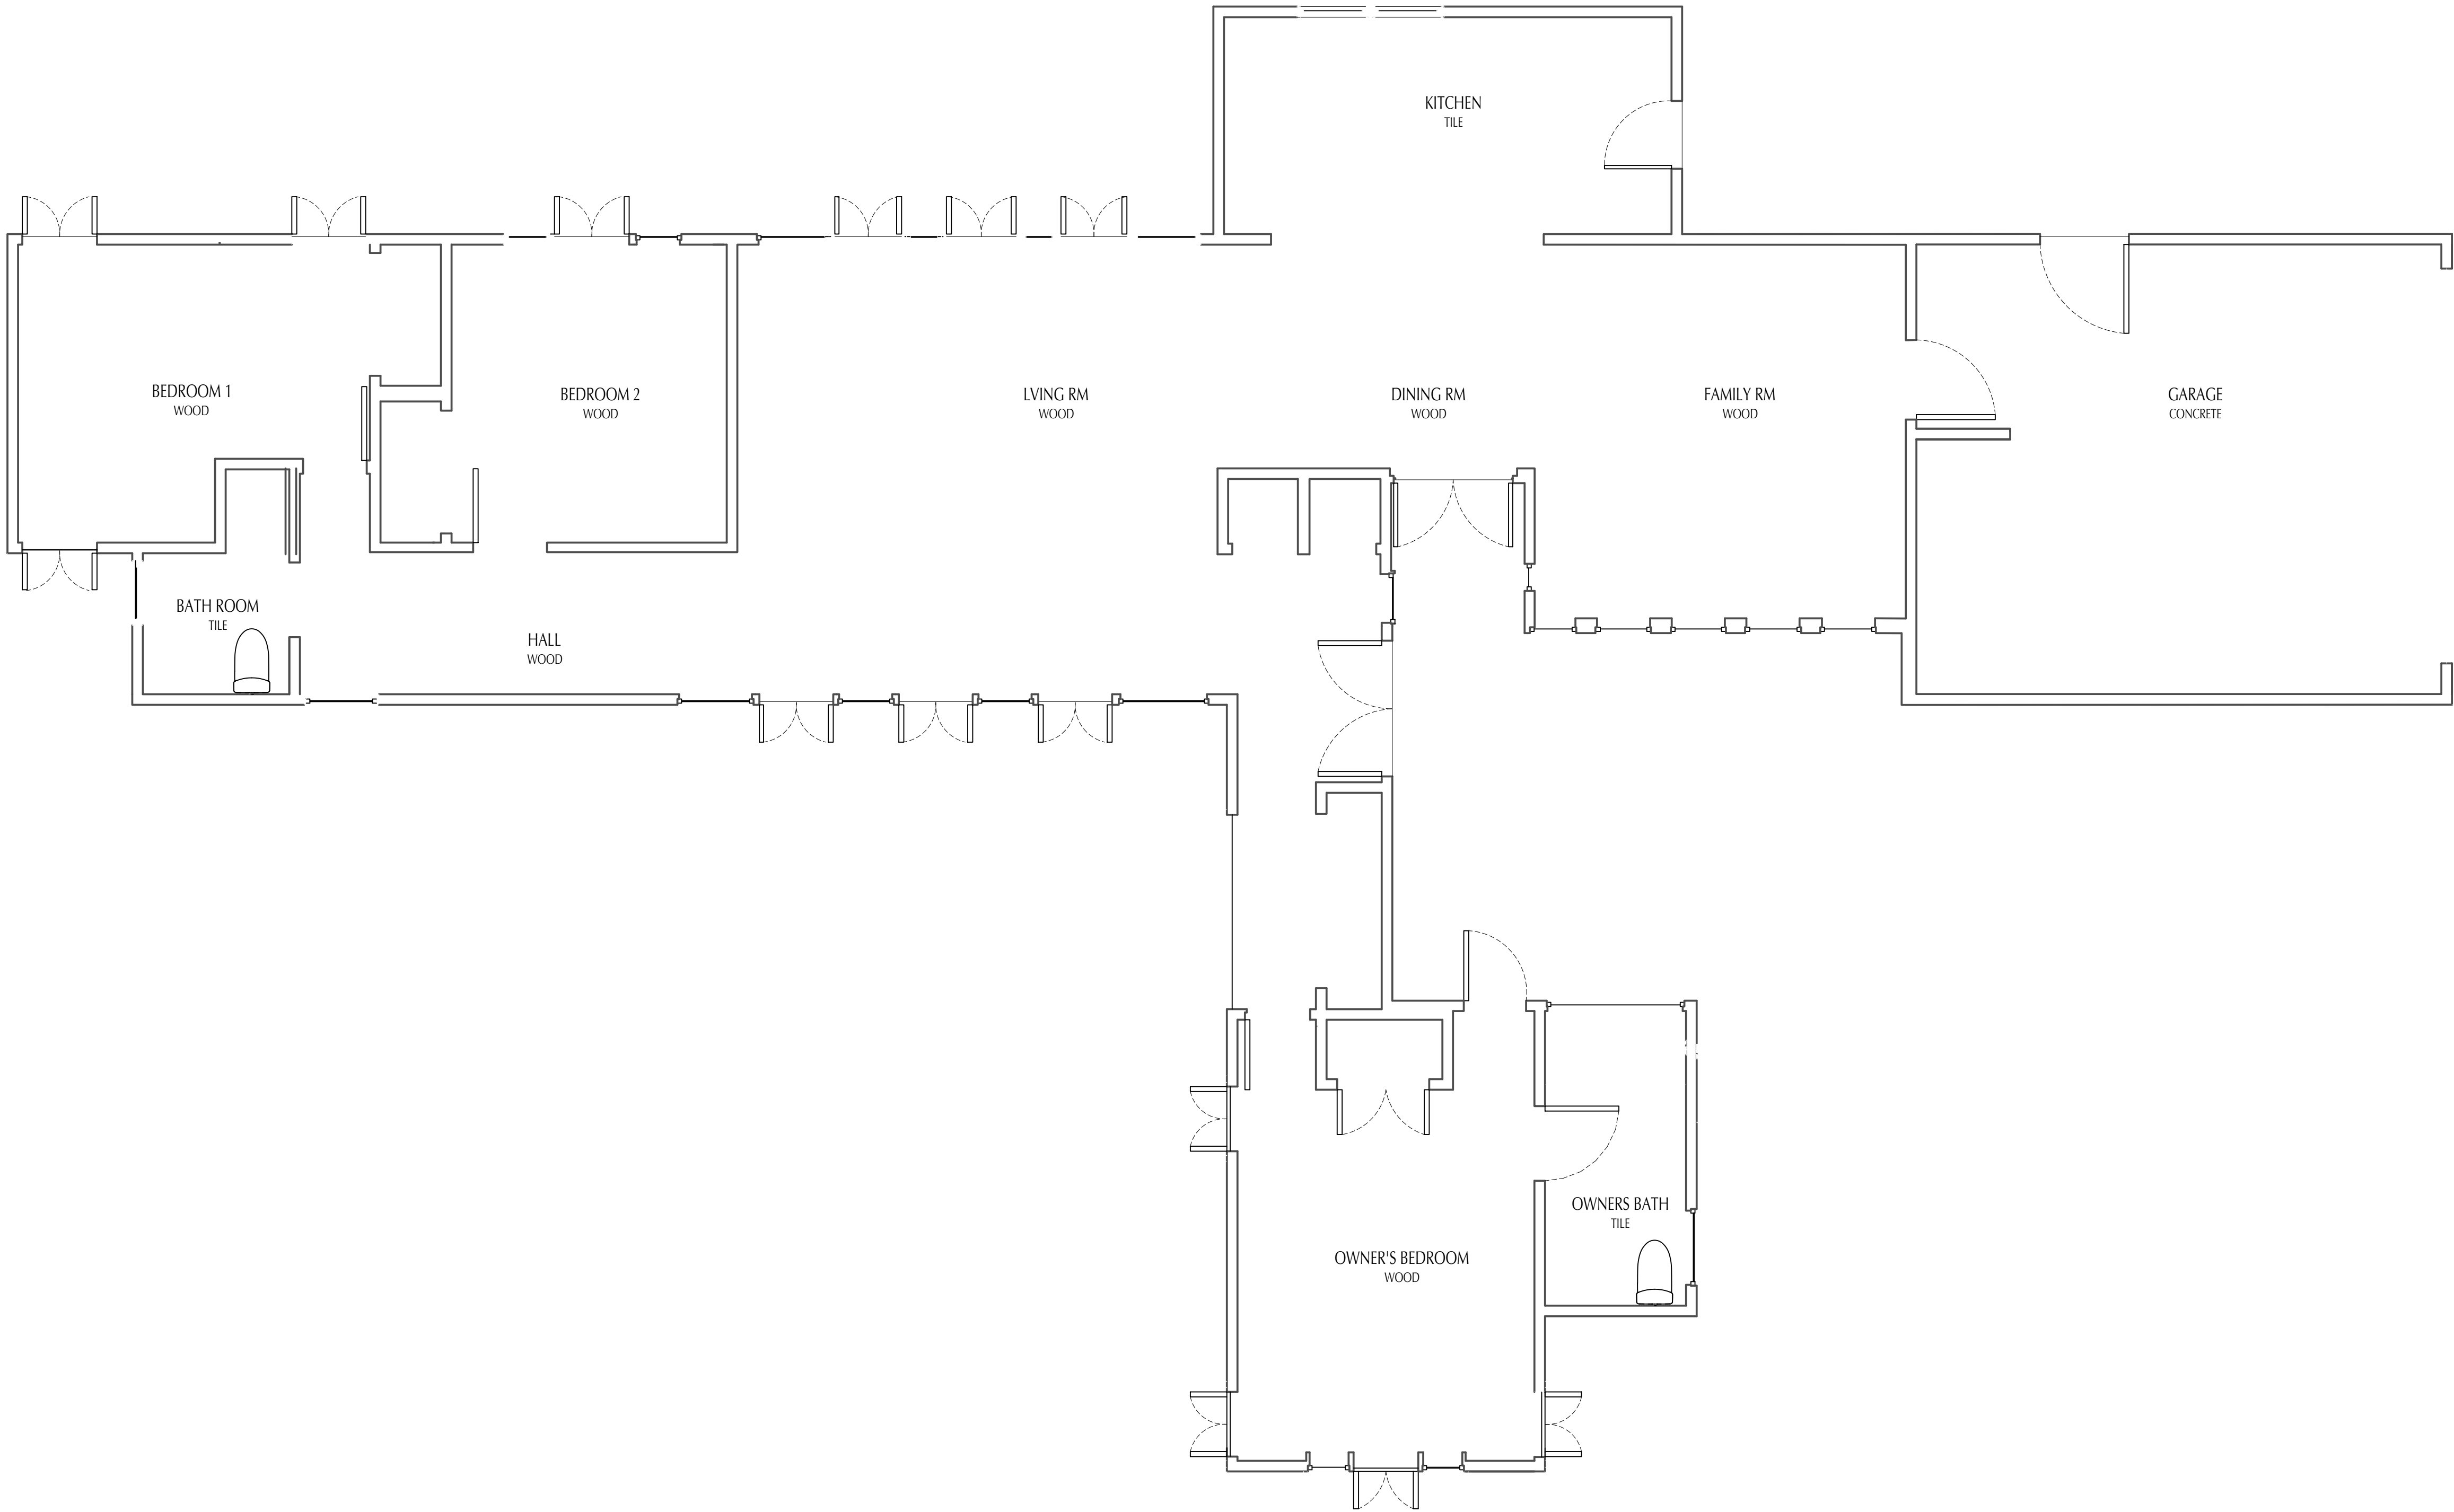 KITCHEN
TILE
BEDROOM 1
WOOD
BEDROOM 2
WOOD
LVING RM
WOOD
DINING RM
WOOD
FAMILY RM
WOOD
GARAGE
CONCRETE
BATH ROOM
TILE
HALL
WOOD
OWNERS BATH
TILE
OWNER'S BEDROOM
WOOD